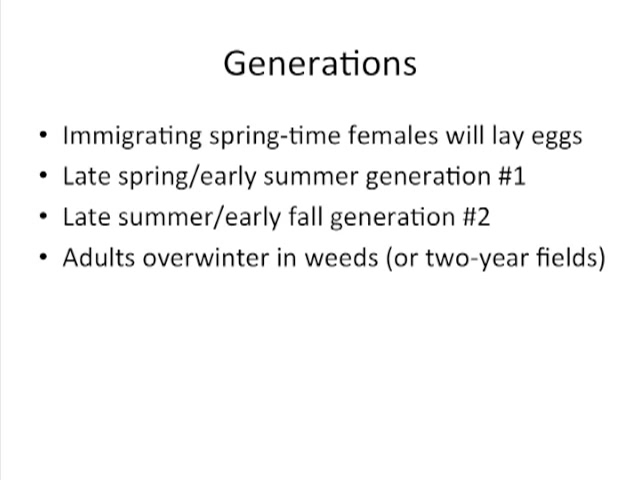 Generations
• Immigrating spring-time females will lay eggs
• Late spring/early summer generation #1
• Late summer/early fall generation #2
• Adults overwinter in weeds (or two-year fields)